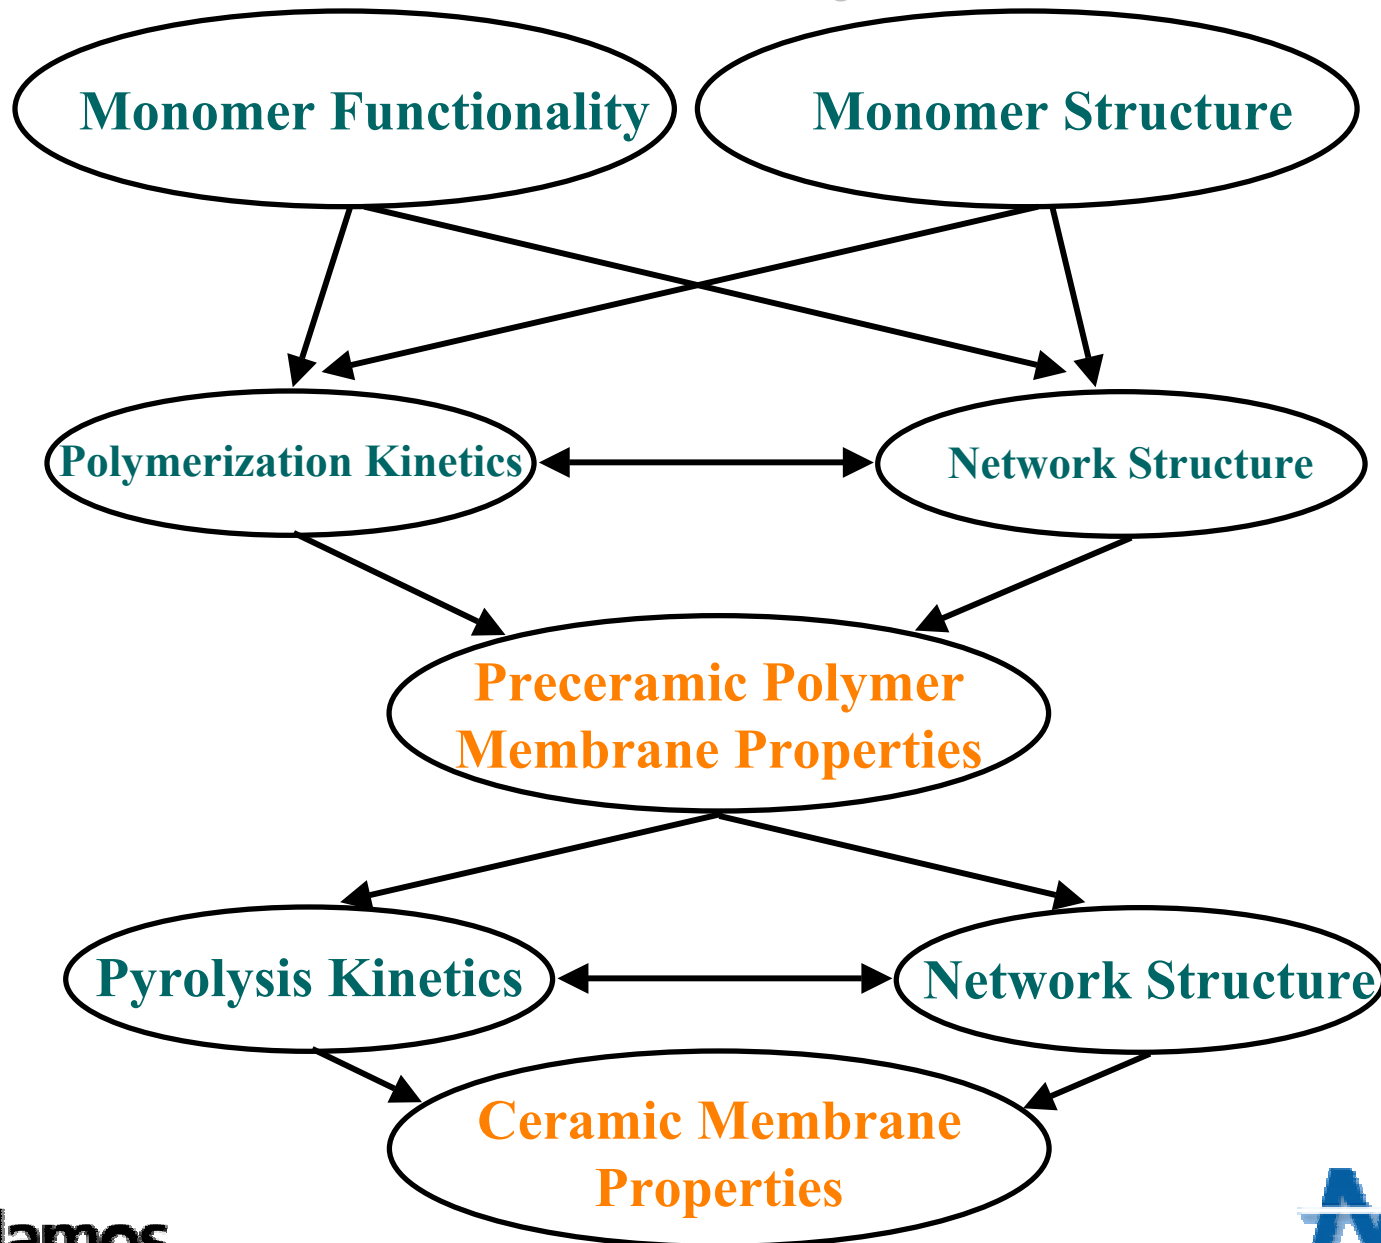 Monomer Functionality
Monomer Structure
Polymerization Kinetics
Network Structure
Preceramic Polymer
Membrane Properties
Pyrolysis Kinetics
Network Structure
Ceramic Membrane
Properties